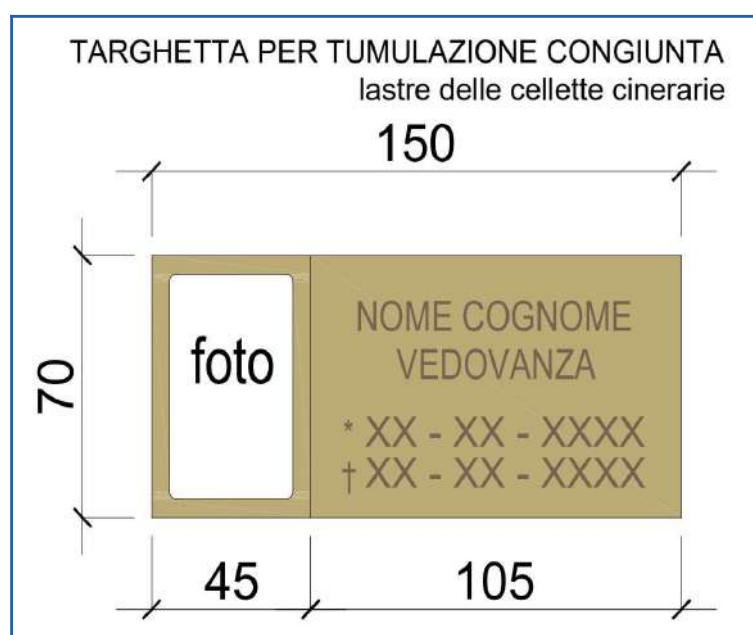 TARGHETTA PER TUMULAZIONE CONGIUNTA
lastre delle cellette cinerarie
150
70
foto
NOME COGNOME
VEDOVANZA
* XX - XX - XXXX
† XX - XX - XXXX
45
105